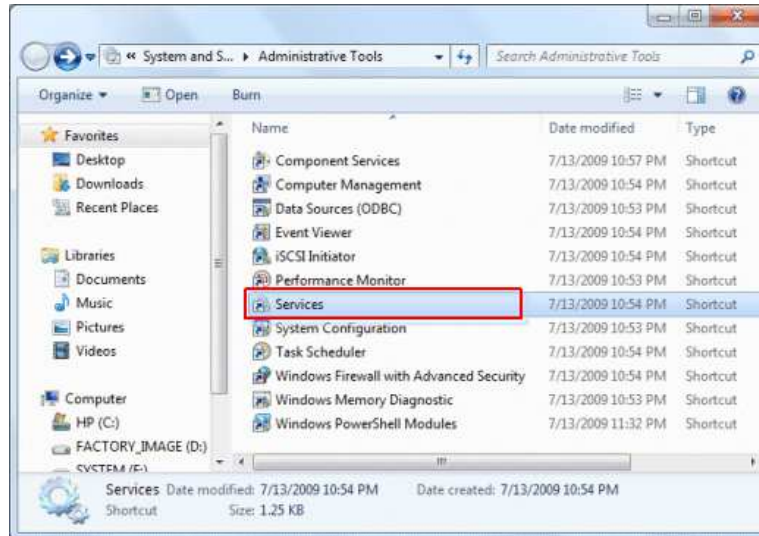 « System and S... ▸ Administrative Tools
Search Administrative Tools
Organize Open Burn
Favorites
Desktop
Downloads
Recent Places
Libraries
Documents
Music
Pictures
Videos
Computer
HP (C:)
FACTORY_IMAGE (D:)
SYSTEM (E:)
Name Date modified Type
Component Services 7/13/2009 10:57 PM Shortcut
Computer Management 7/13/2009 10:54 PM Shortcut
Data Sources (ODBC) 7/13/2009 10:53 PM Shortcut
Event Viewer 7/13/2009 10:54 PM Shortcut
iSCSI Initiator 7/13/2009 10:54 PM Shortcut
Performance Monitor 7/13/2009 10:53 PM Shortcut
Services 7/13/2009 10:54 PM Shortcut
System Configuration 7/13/2009 10:53 PM Shortcut
Task Scheduler 7/13/2009 10:54 PM Shortcut
Windows Firewall with Advanced Security 7/13/2009 10:54 PM Shortcut
Windows Memory Diagnostic 7/13/2009 10:53 PM Shortcut
Windows PowerShell Modules 7/13/2009 11:32 PM Shortcut
Services Date modified: 7/13/2009 10:54 PM Date created: 7/13/2009 10:54 PM
Shortcut Size: 1.25 KB